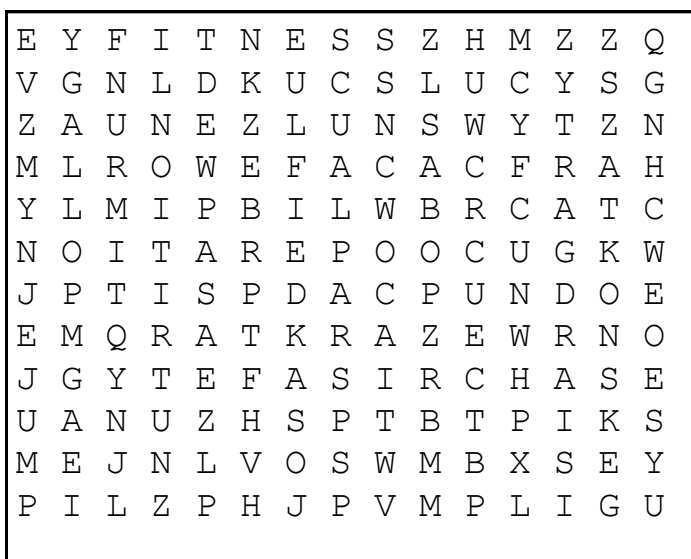 E Y F I T N E S S Z H M Z Z Q
V G N L D K U C S L U C Y S G
Z A U N E Z L U N S W Y T Z N
M L R O W E F A C A C F R A H
Y L M I P B I L W B R C A T C
N O I T A R E P O O C U G K W
J P T I S P D A C P U N D O E
E M Q R A T K R A Z E W R N O
J G Y T E F A S I R C H A S E
U A N U Z H S P T B T P I K S
M E J N L V O S W M B X S E Y
P I L Z P H J P V M P L I G U